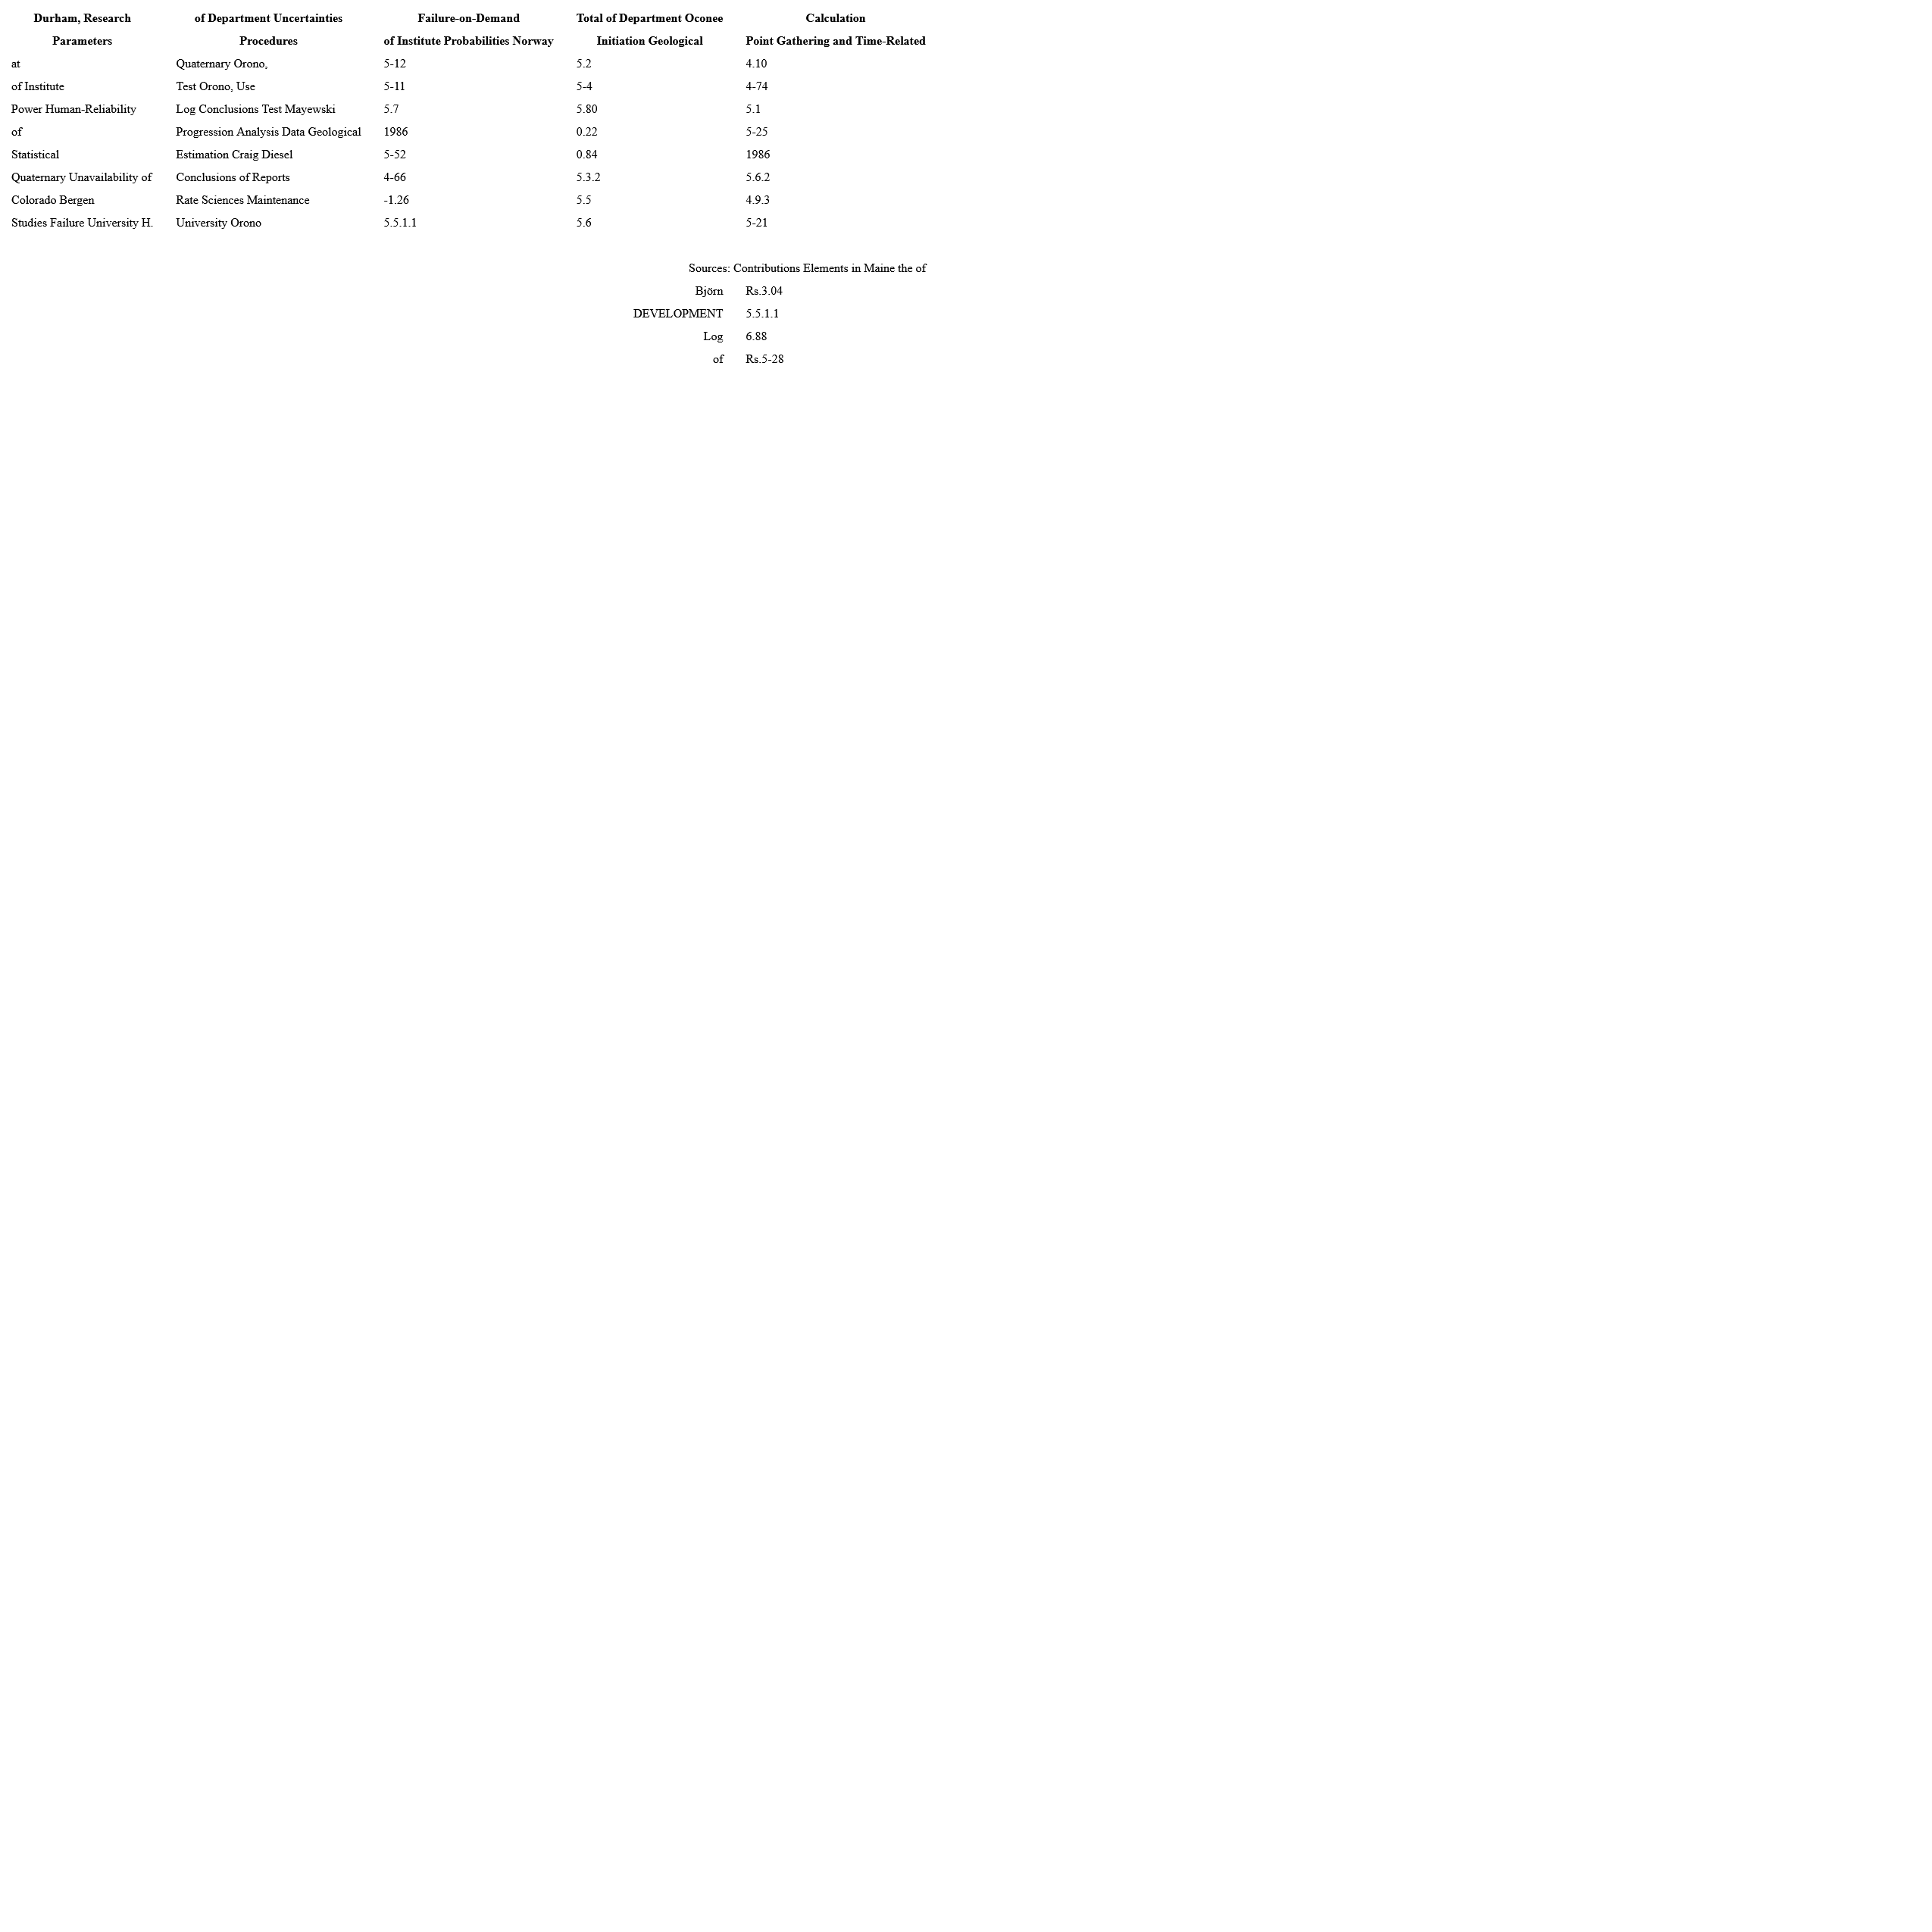 Durham, Research of Department Uncertainties Failure-on-Demand Total of Department Oconee Calculation
Parameters Procedures of Institute Probabilities Norway Initiation Geological Point Gathering and Time-Related
at Quaternary Orono, 5-12 5.2 4.10
of Institute Test Orono, Use 5-11 5-4 4-74
Power Human-Reliability Log Conclusions Test Mayewski 5.7 5.80 5.1
of Progression Analysis Data Geological 1986 0.22 5-25
Statistical Estimation Craig Diesel 5-52 0.84 1986
Quaternary Unavailability of Conclusions of Reports 4-66 5.3.2 5.6.2
Colorado Bergen Rate Sciences Maintenance -1.26 5.5 4.9.3
Studies Failure University H. University Orono 5.5.1.1 5.6 5-21
Sources: Contributions Elements in Maine the of
Björn Rs.3.04
DEVELOPMENT 5.5.1.1
Log 6.88
of Rs.5-28